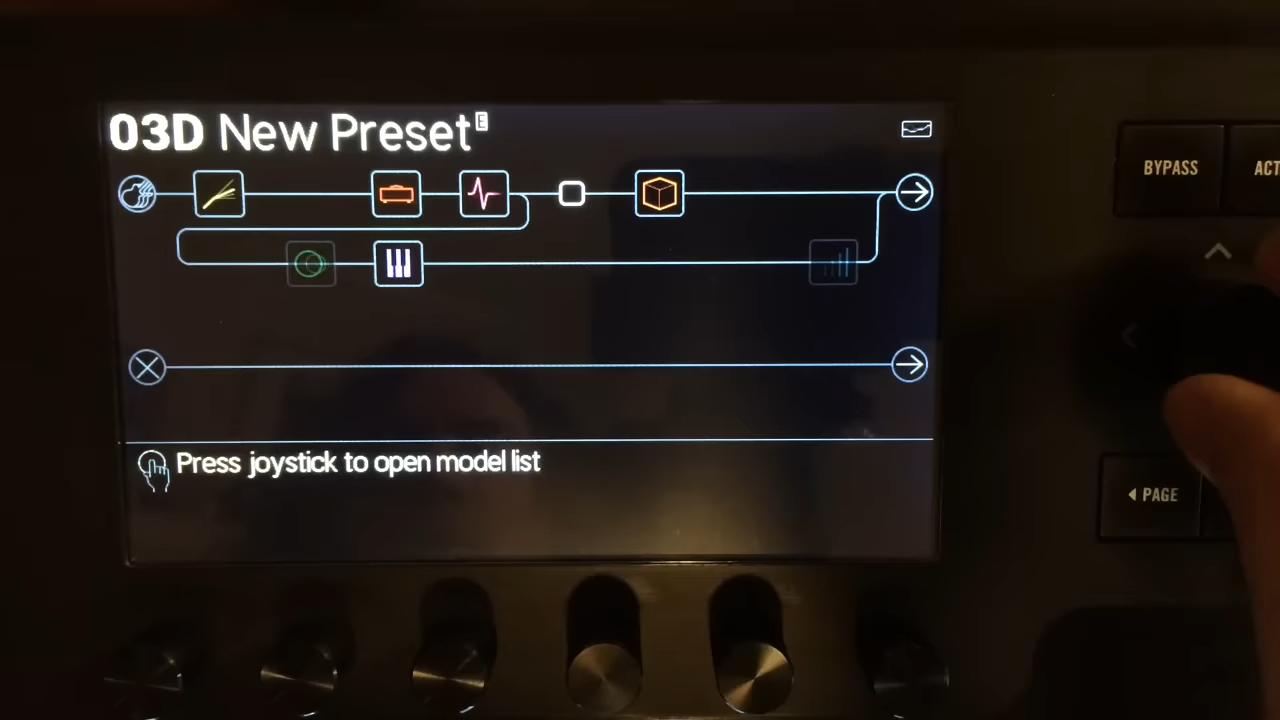 03D New Preset E
BYPASS
ACT
Press joystick to open model list
PAGE